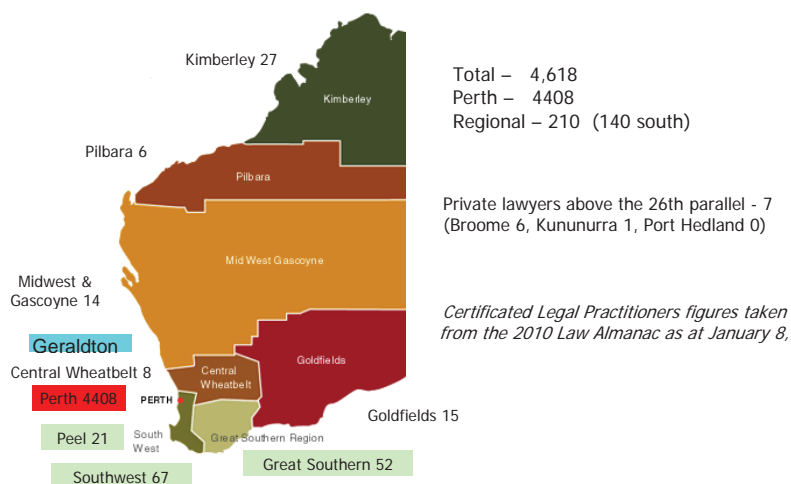 Kimberley 27
Kimberley
Total – 4,618
Perth – 4408
Regional – 210 (140 south)
Pilbara 6
Pilbara
Private lawyers above the 26th parallel - 7
(Broome 6, Kununurra 1, Port Hedland 0)
Mid West Gascoyne
Midwest &
Gascoyne 14
Certificated Legal Practitioners figures taken
from the 2010 Law Almanac as at January 8,
Geraldton
Central Wheatbelt 8
Central
Wheatbelt
Goldfields
Perth 4408
PERTH
Goldfields 15
Peel 21
South
West
Great Southern Region
Great Southern 52
Southwest 67